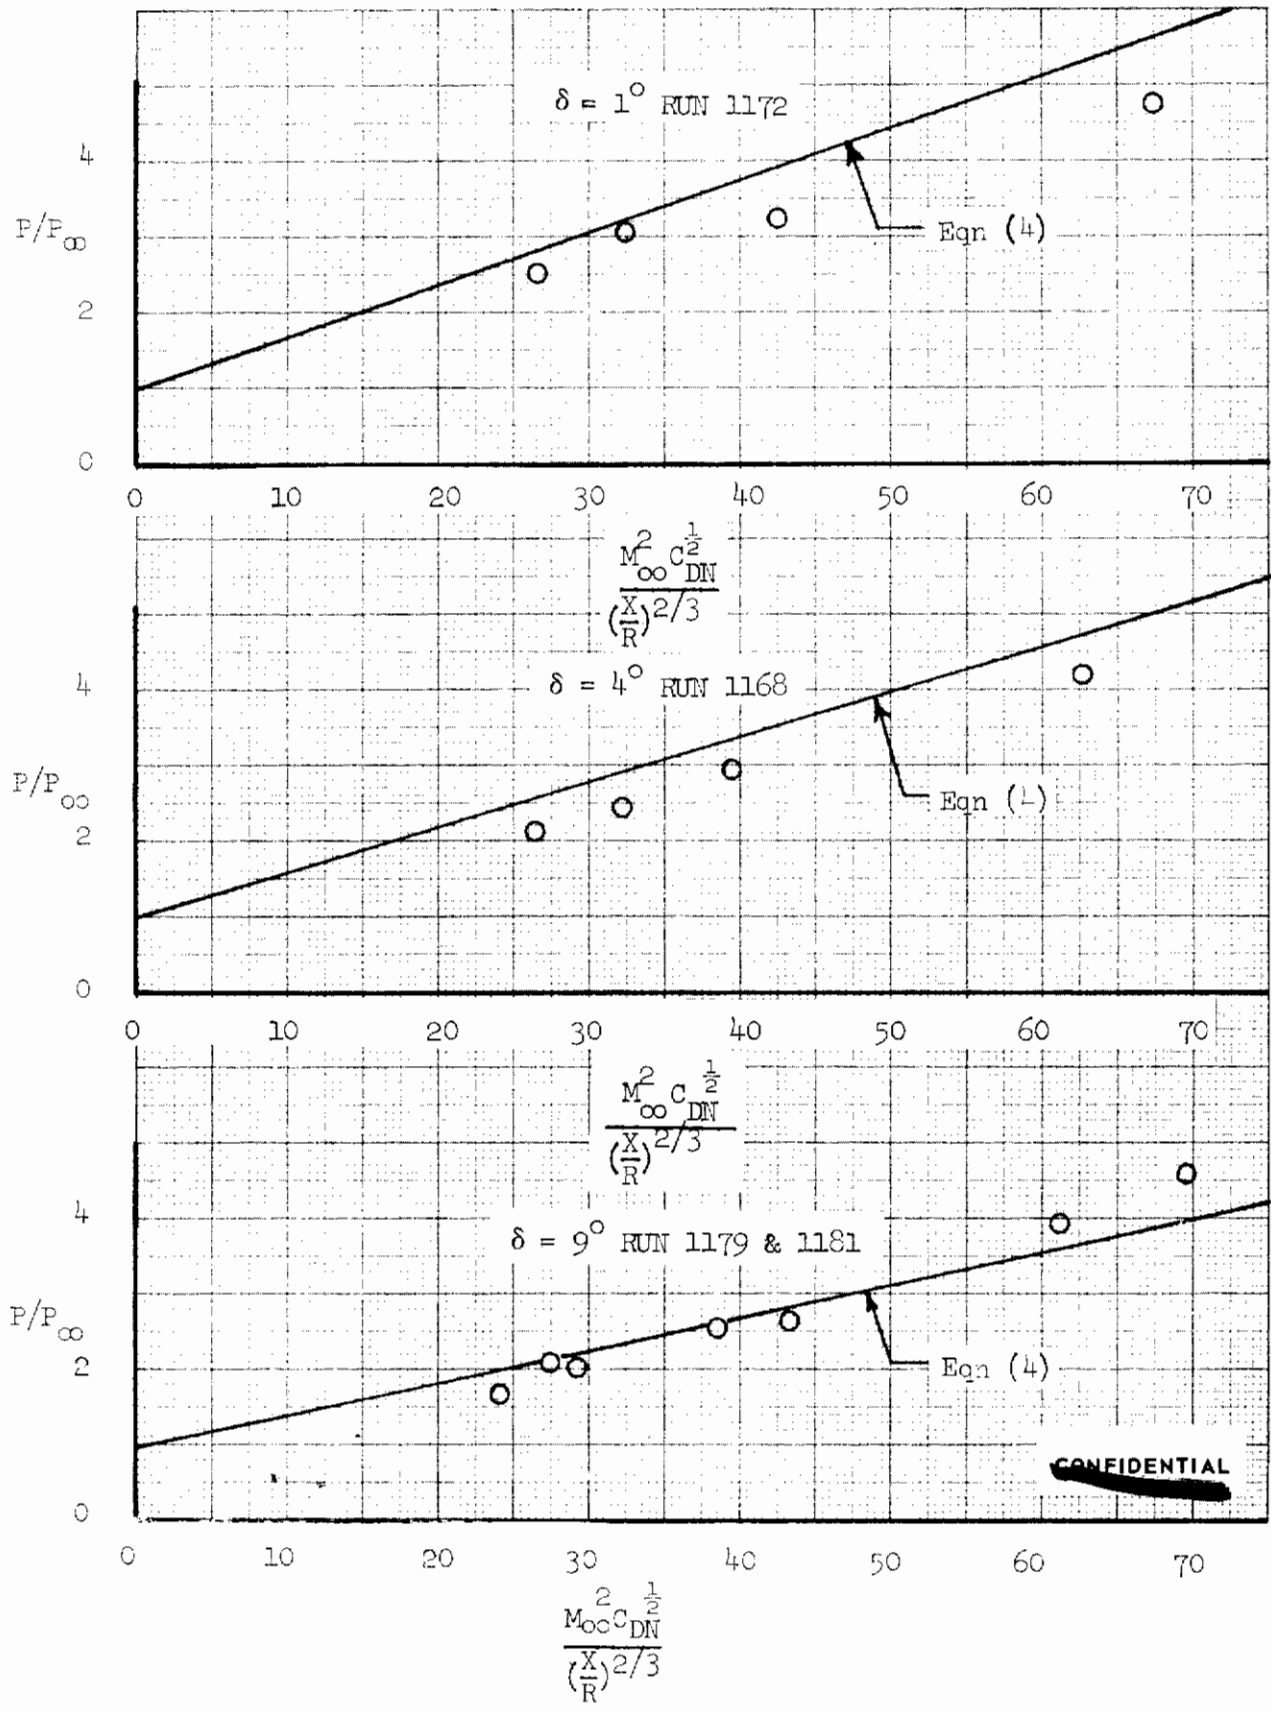 δ = 1° RUN 1172
4
P/P∞
Eqn (4)
2
0
0 10 20 30 40 50 60 70
M∞² C_DN^½
(X/R)^2/3
δ = 4° RUN 1168
4
P/P∞
Eqn (4)
2
0
0 10 20 30 40 50 60 70
M∞² C_DN^½
(X/R)^2/3
4
δ = 9° RUN 1179 & 1181
P/P∞
2
Eqn (4)
CONFIDENTIAL
0
0 10 20 30 40 50 60 70
M∞² C_DN^½
(X/R)^2/3